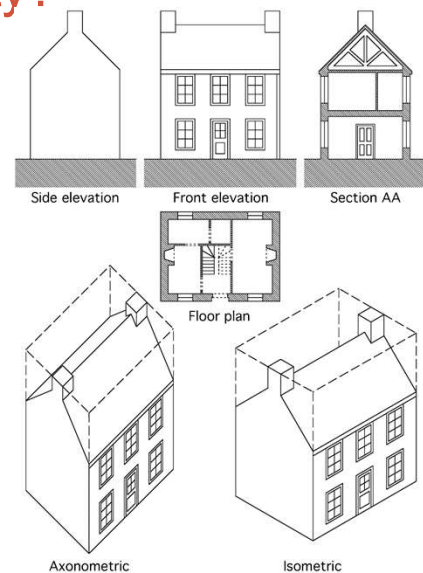 Side elevation
Front elevation
Section AA
Floor plan
Axonometric
Isometric